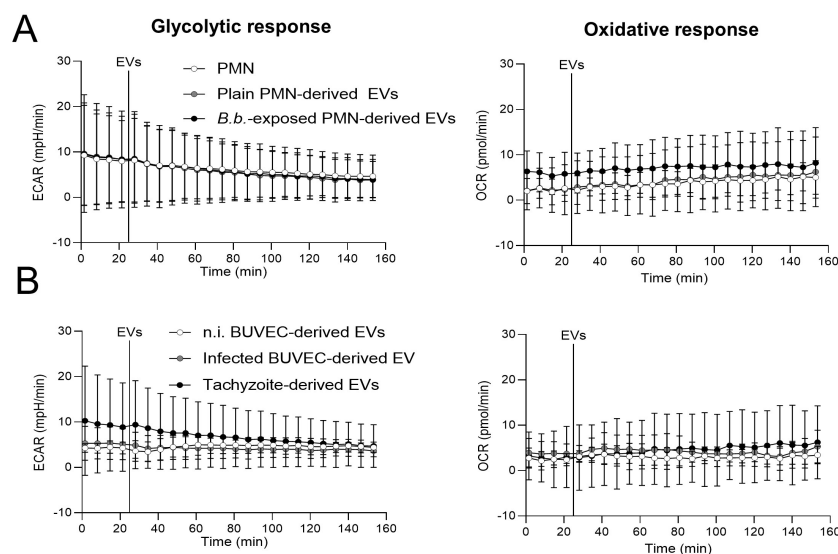 A
Glycolytic response
Oxidative response
30
20
10
0
-10
ECAR (mpH/min)
EVs
PMN
Plain PMN-derived EVs
B.b.-exposed PMN-derived EVs
0 20 40 60 80 100 120 140 160
Time (min)
30
20
10
0
-10
OCR (pmol/min)
EVs
0 20 40 60 80 100 120 140 160
Time (min)
B
30
20
10
0
-10
ECAR (mpH/min)
EVs
n.i. BUVEC-derived EVs
Infected BUVEC-derived EV
Tachyzoite-derived EVs
0 20 40 60 80 100 120 140 160
Time (min)
30
20
10
0
-10
OCR (pmol/min)
EVs
0 20 40 60 80 100 120 140 160
Time (min)